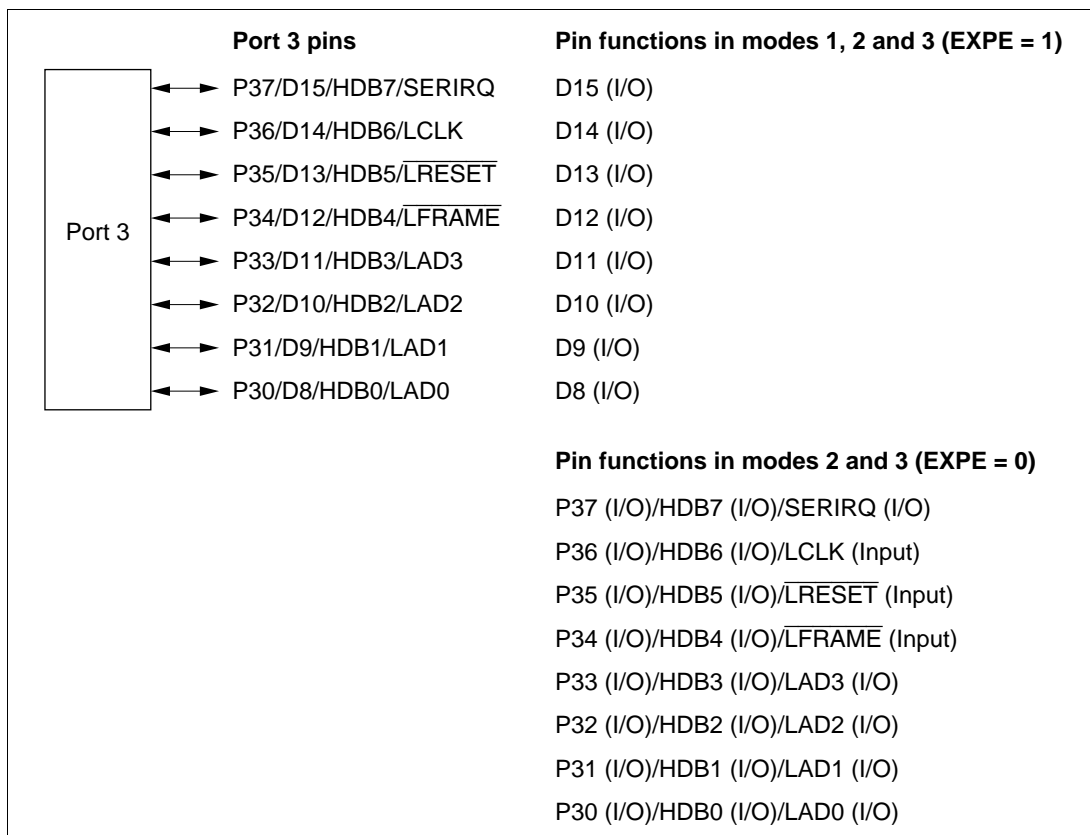 Port 3 pins Pin functions in modes 1, 2 and 3 (EXPE = 1)
P37/D15/HDB7/SERIRQ D15 (I/O)
P36/D14/HDB6/LCLK D14 (I/O)
P35/D13/HDB5/L̅R̅E̅S̅E̅T̅ D13 (I/O)
P34/D12/HDB4/L̅F̅R̅A̅M̅E̅ D12 (I/O)
Port 3
P33/D11/HDB3/LAD3 D11 (I/O)
P32/D10/HDB2/LAD2 D10 (I/O)
P31/D9/HDB1/LAD1 D9 (I/O)
P30/D8/HDB0/LAD0 D8 (I/O)
Pin functions in modes 2 and 3 (EXPE = 0)
P37 (I/O)/HDB7 (I/O)/SERIRQ (I/O)
P36 (I/O)/HDB6 (I/O)/LCLK (Input)
P35 (I/O)/HDB5 (I/O)/L̅R̅E̅S̅E̅T̅ (Input)
P34 (I/O)/HDB4 (I/O)/L̅F̅R̅A̅M̅E̅ (Input)
P33 (I/O)/HDB3 (I/O)/LAD3 (I/O)
P32 (I/O)/HDB2 (I/O)/LAD2 (I/O)
P31 (I/O)/HDB1 (I/O)/LAD1 (I/O)
P30 (I/O)/HDB0 (I/O)/LAD0 (I/O)